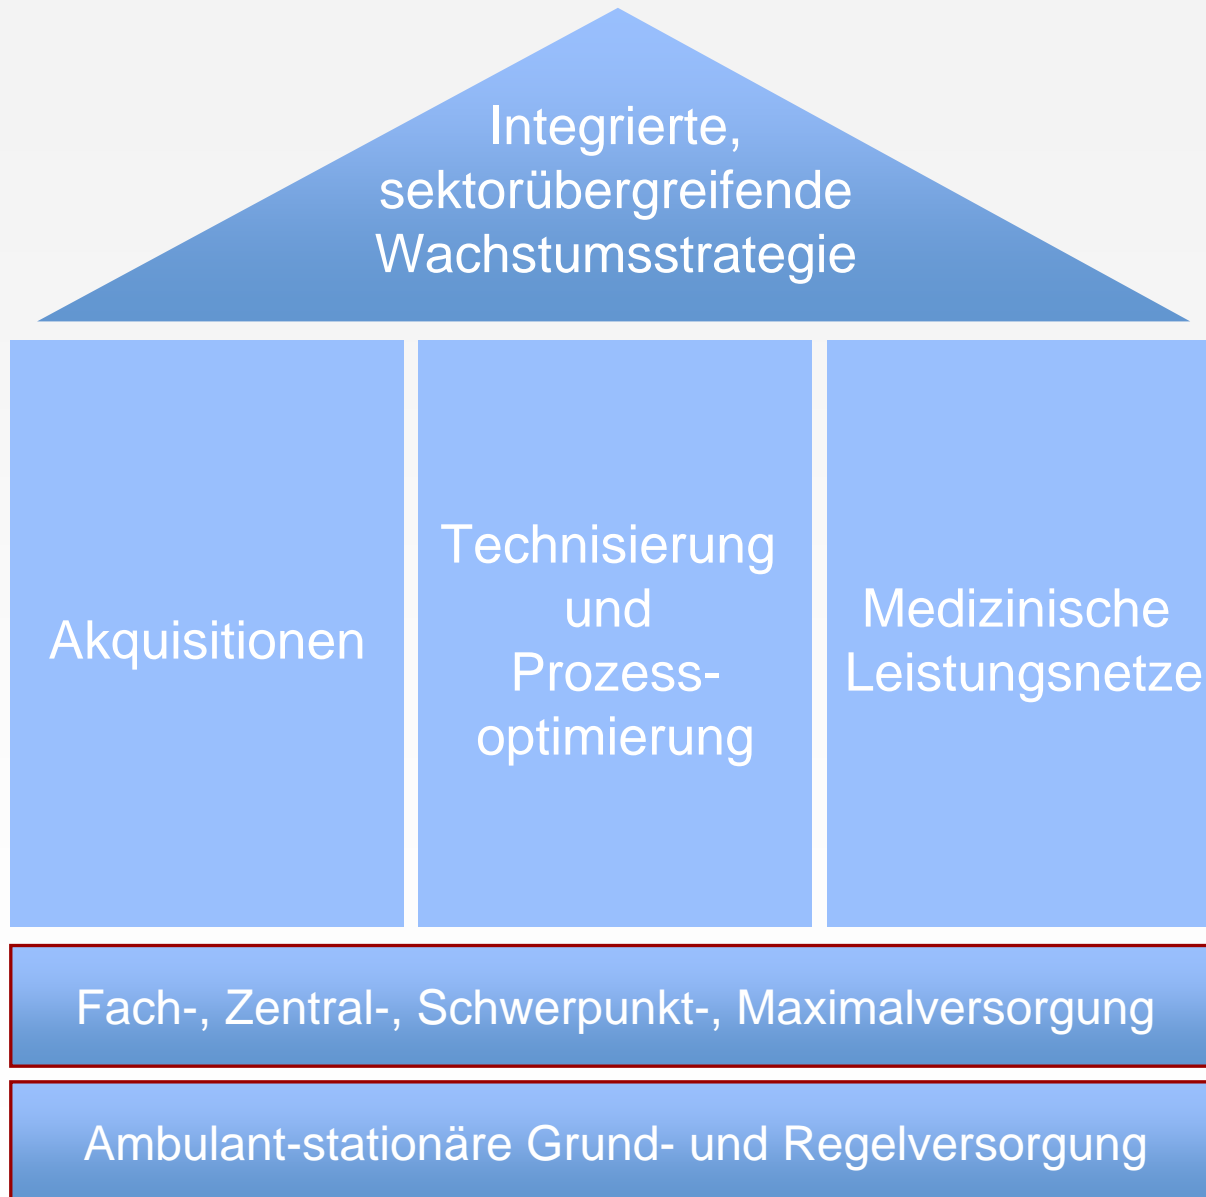 Integrierte,
sektorübergreifende
Wachstumsstrategie
Akquisitionen
Technisierung
und
Prozess-
optimierung
Medizinische
Leistungsnetze
Fach-, Zentral-, Schwerpunkt-, Maximalversorgung
Ambulant-stationäre Grund- und Regelversorgung